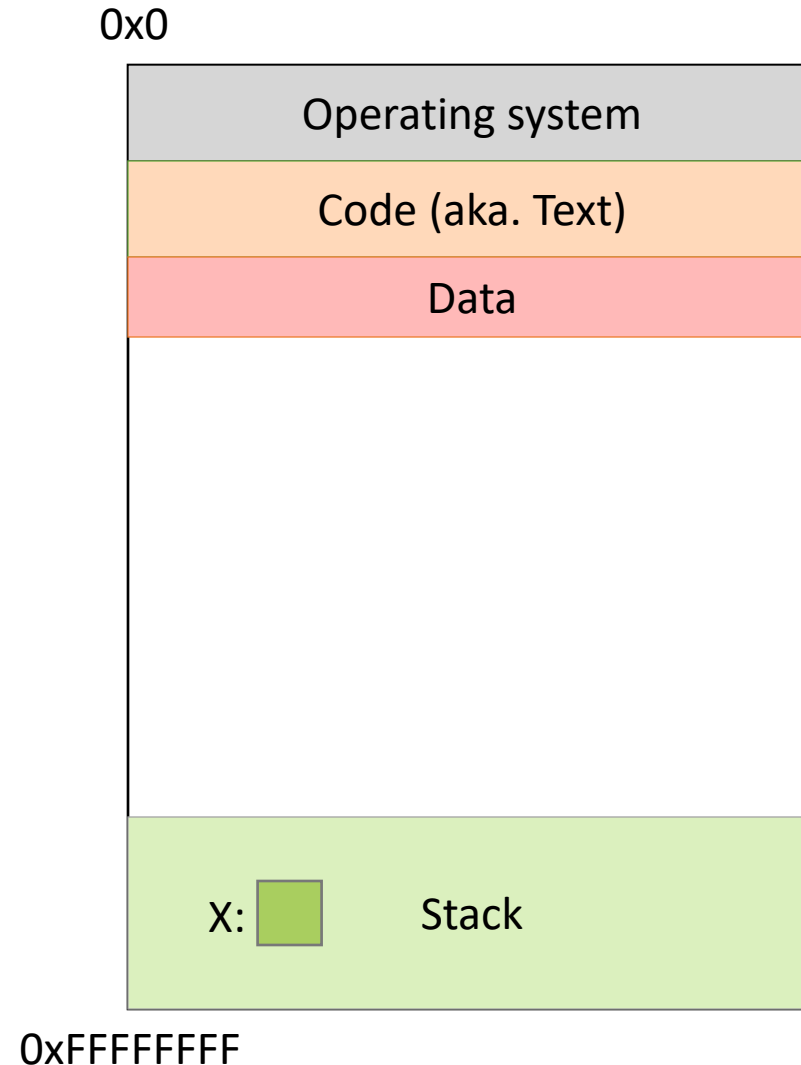 0x0
Operating system
Code (aka. Text)
Data
X: Stack
0xFFFFFFFF